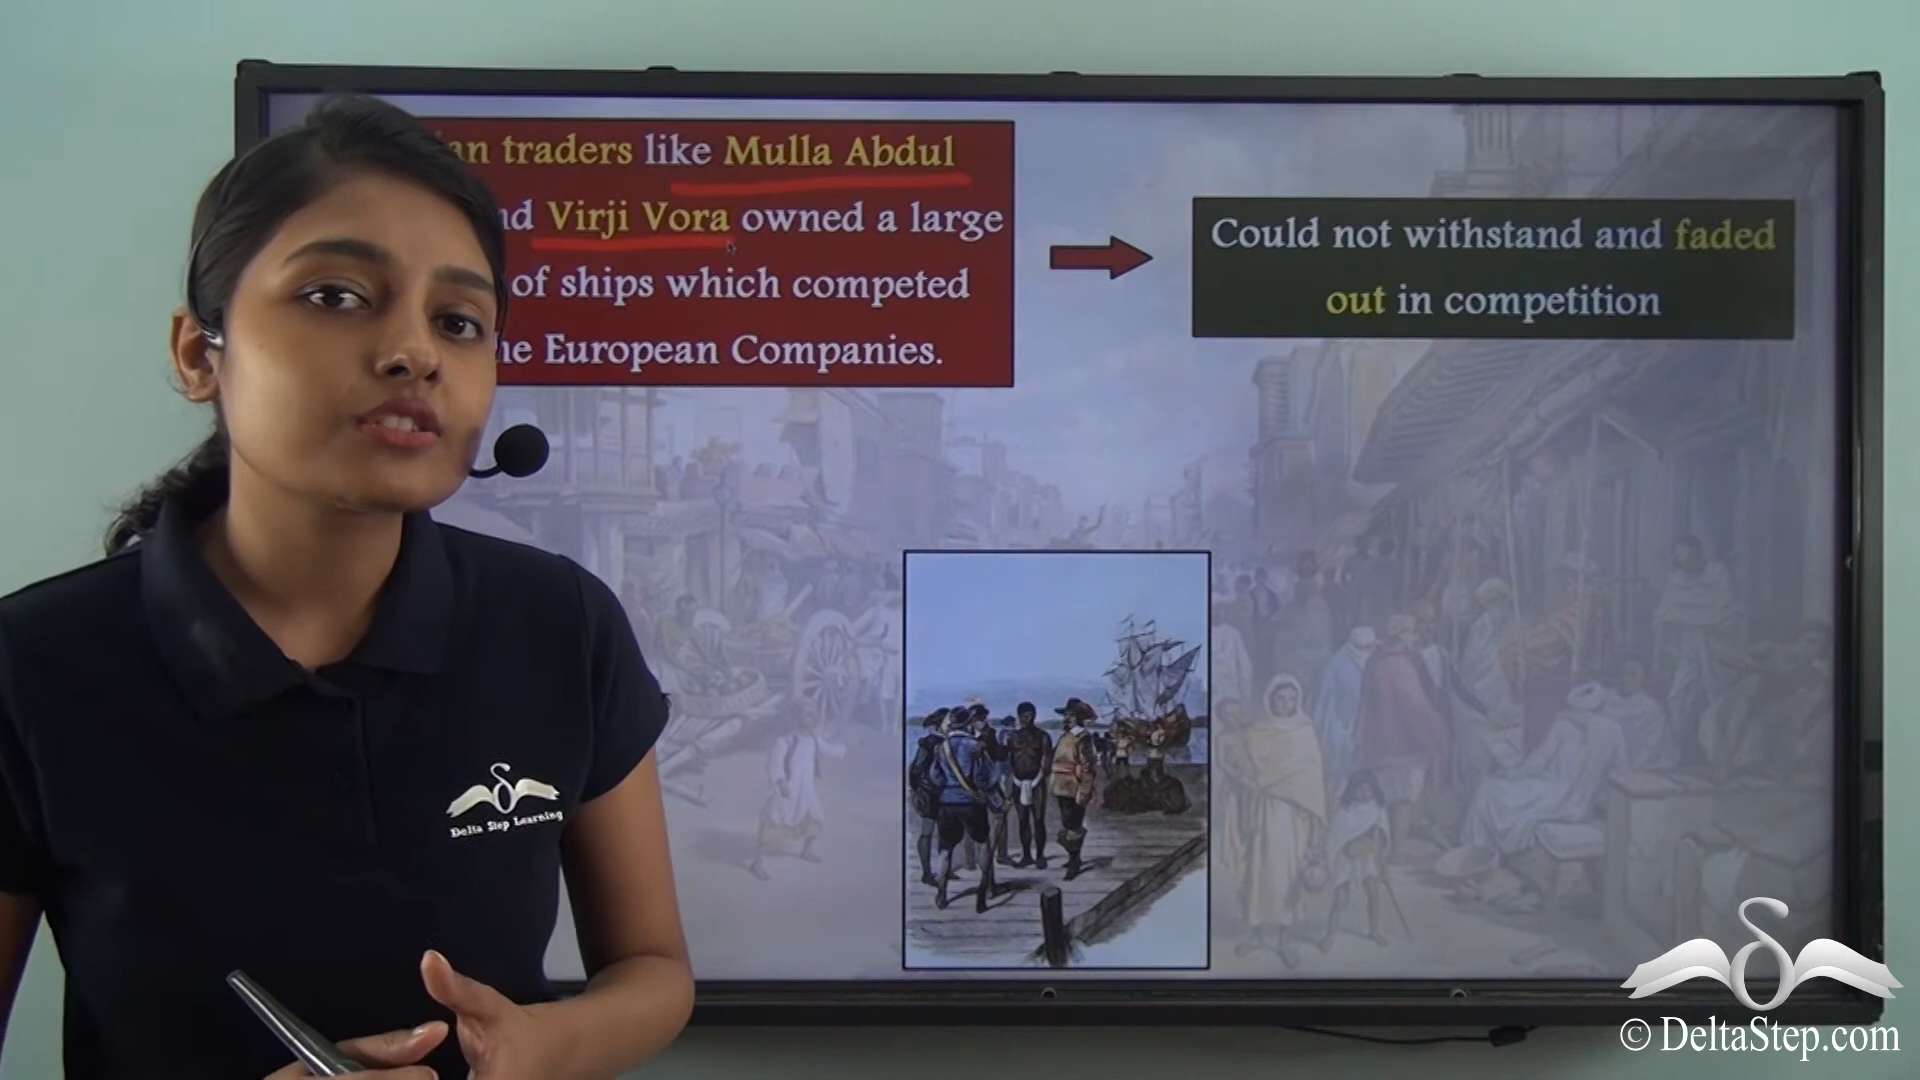 traders like Mulla Abdul
Virji Vora owned a large
of ships which competed
European Companies.
Could not withstand and faded
out in competition
Delta Step Learning
© DeltaStep.com